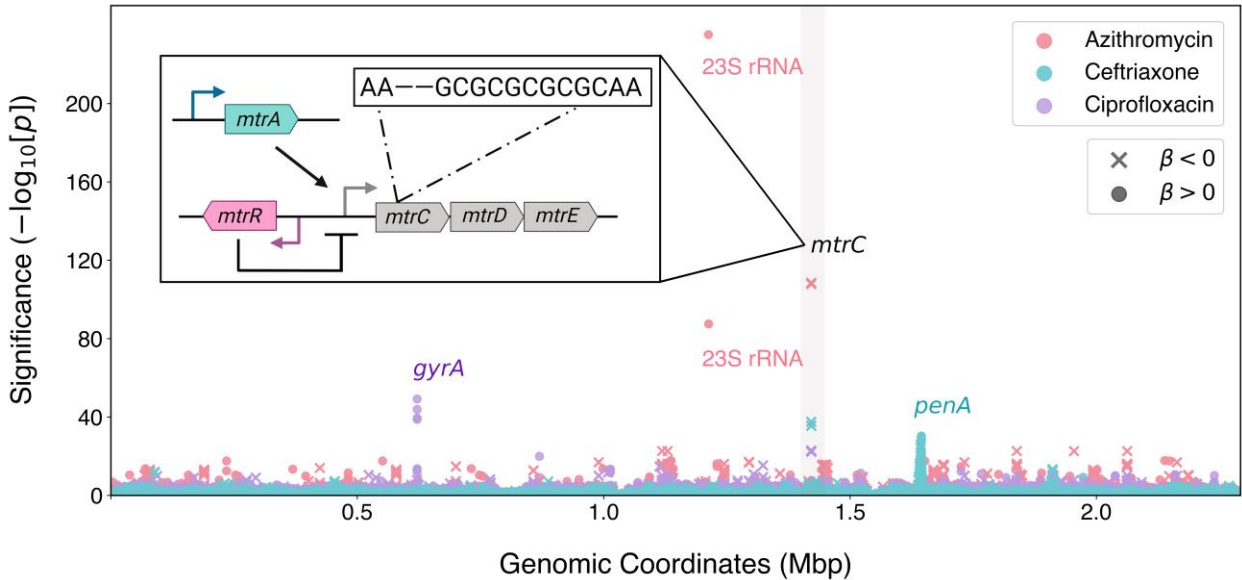 Significance (−log₁₀[p])
200
160
120
80
40
0
0.5
1.0
1.5
2.0
Genomic Coordinates (Mbp)
AA−−GCGCGCGCGCAA
mtrA
mtrR
mtrC
mtrD
mtrE
23S rRNA
mtrC
23S rRNA
gyrA
penA
Azithromycin
Ceftriaxone
Ciprofloxacin
β < 0
β > 0